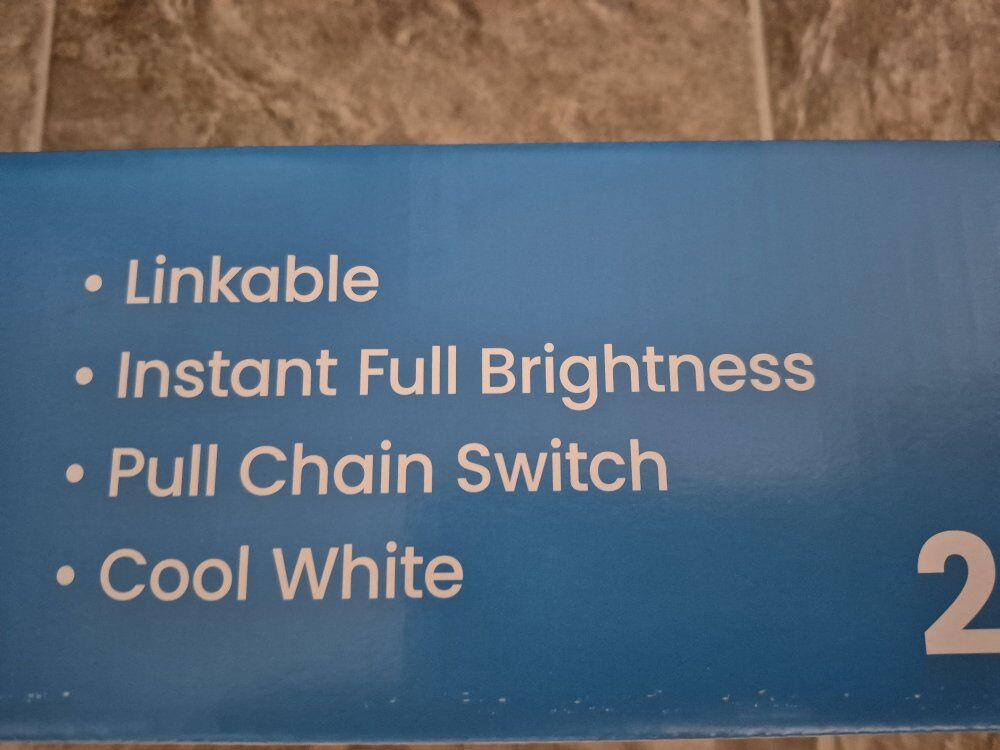 • Linkable
• Instant Full Brightness
• Pull Chain Switch
• Cool White
2